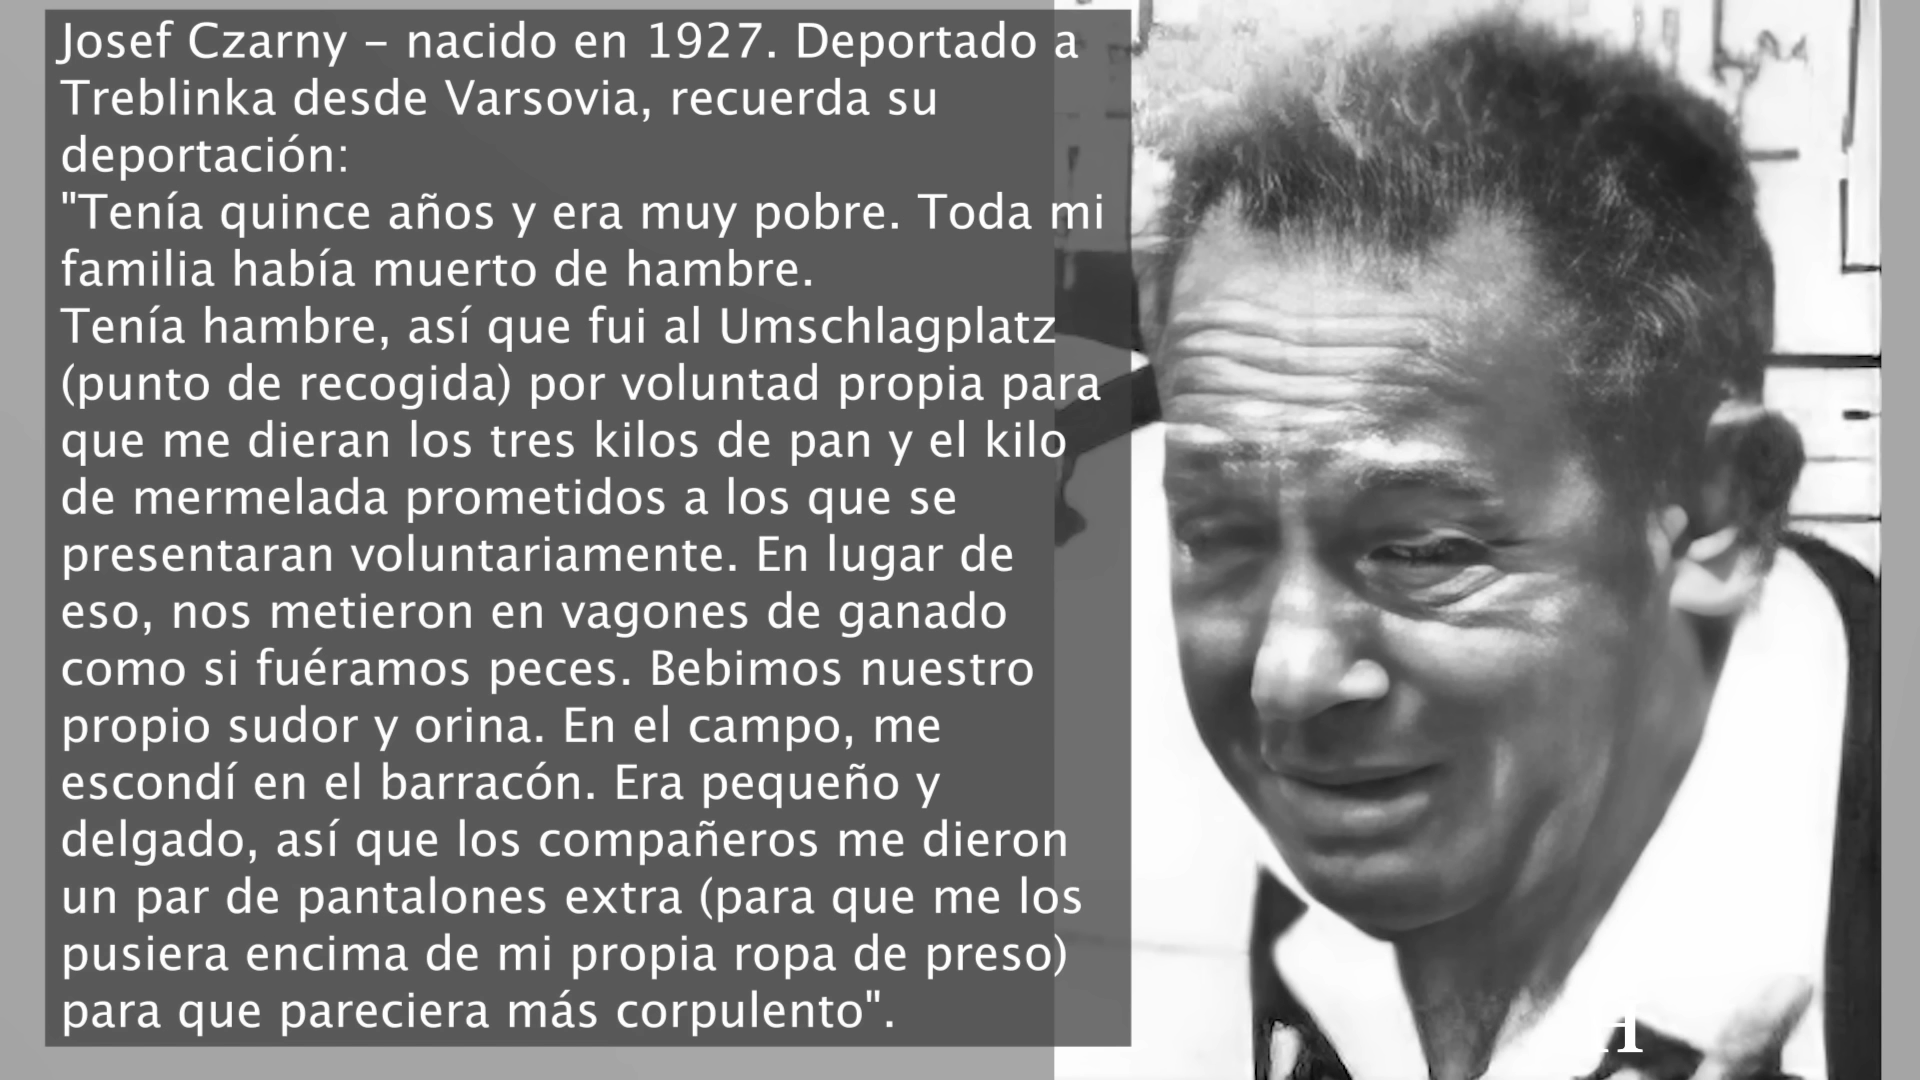 Josef Czarny – nacido en 1927. Deportado a
Treblinka desde Varsovia, recuerda su
deportación:
"Tenía quince años y era muy pobre. Toda mi
familia había muerto de hambre.
Tenía hambre, así que fui al Umschlagplatz
(punto de recogida) por voluntad propia para
que me dieran los tres kilos de pan y el kilo
de mermelada prometidos a los que se
presentaran voluntariamente. En lugar de
eso, nos metieron en vagones de ganado
como si fuéramos peces. Bebimos nuestro
propio sudor y orina. En el campo, me
escondí en el barracón. Era pequeño y
delgado, así que los compañeros me dieron
un par de pantalones extra (para que me los
pusiera encima de mi propia ropa de preso)
para que pareciera más corpulento".
H